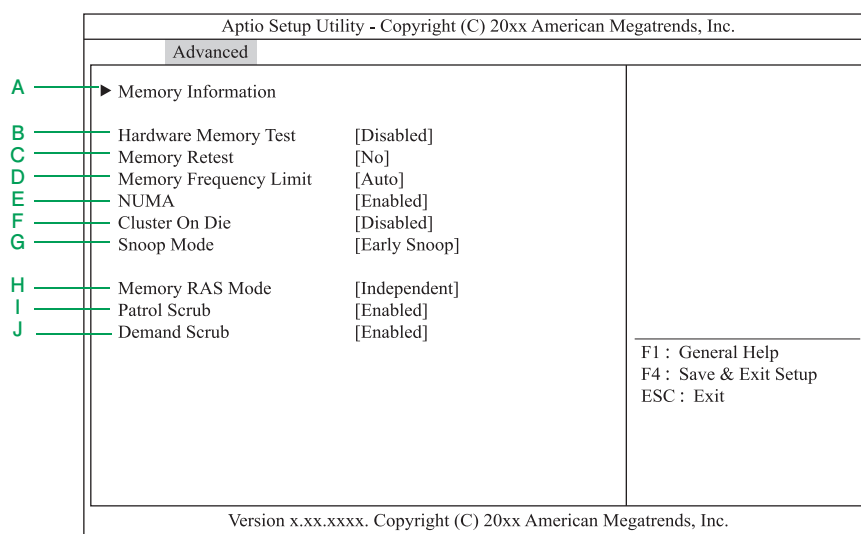 Aptio Setup Utility - Copyright (C) 20xx American Megatrends, Inc.
Advanced
A ▶ Memory Information
B Hardware Memory Test [Disabled]
C Memory Retest [No]
D Memory Frequency Limit [Auto]
E NUMA [Enabled]
F Cluster On Die [Disabled]
G Snoop Mode [Early Snoop]
H Memory RAS Mode [Independent]
I Patrol Scrub [Enabled]
J Demand Scrub [Enabled]
F1 : General Help
F4 : Save & Exit Setup
ESC : Exit
Version x.xx.xxxx. Copyright (C) 20xx American Megatrends, Inc.